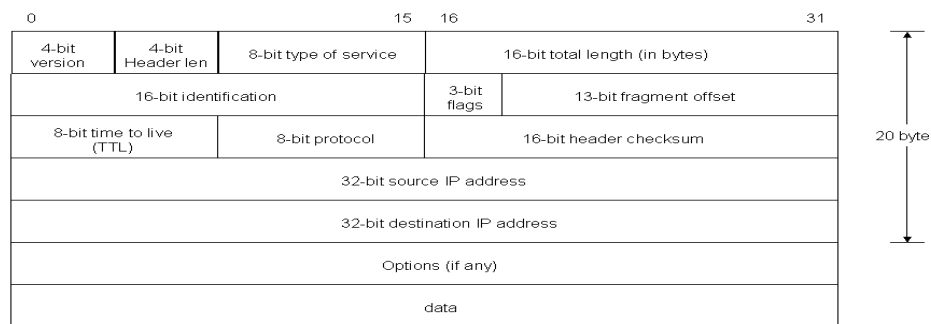 0 15 16 31
4-bit version
4-bit Header len
8-bit type of service
16-bit total length (in bytes)
16-bit identification
3-bit flags
13-bit fragment offset
8-bit time to live (TTL)
8-bit protocol
16-bit header checksum
20 byte
32-bit source IP address
32-bit destination IP address
Options (if any)
data